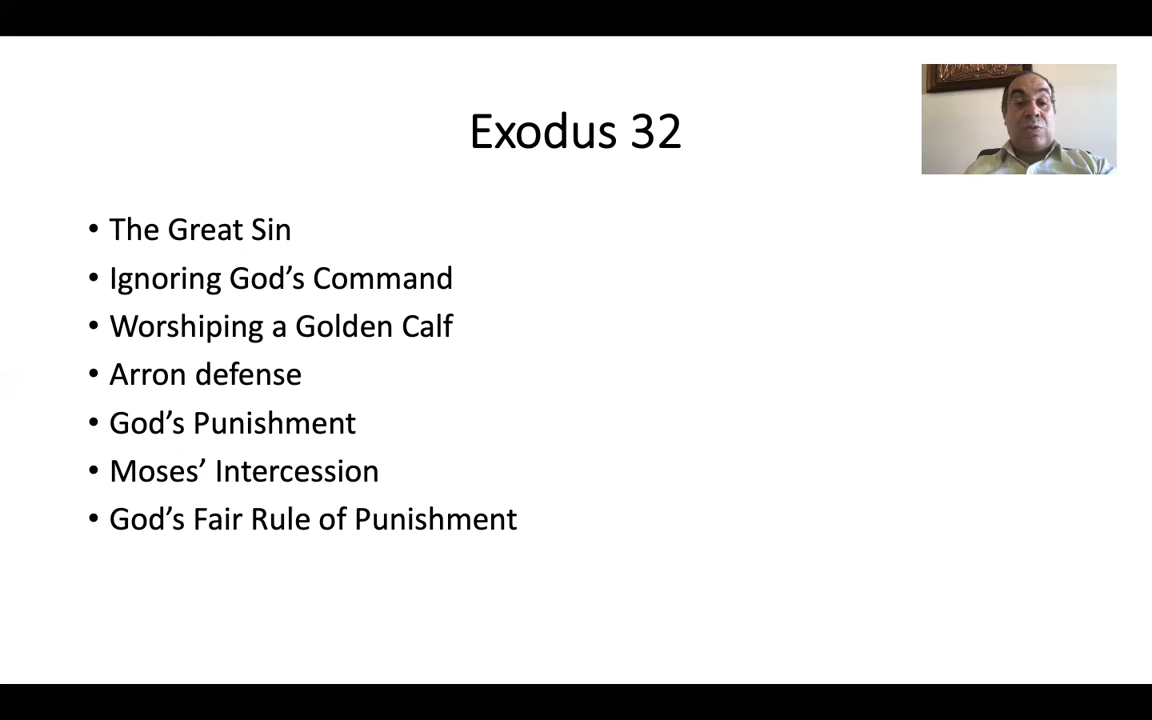 Exodus 32
• The Great Sin
• Ignoring God’s Command
• Worshiping a Golden Calf
• Arron defense
• God’s Punishment
• Moses’ Intercession
• God’s Fair Rule of Punishment